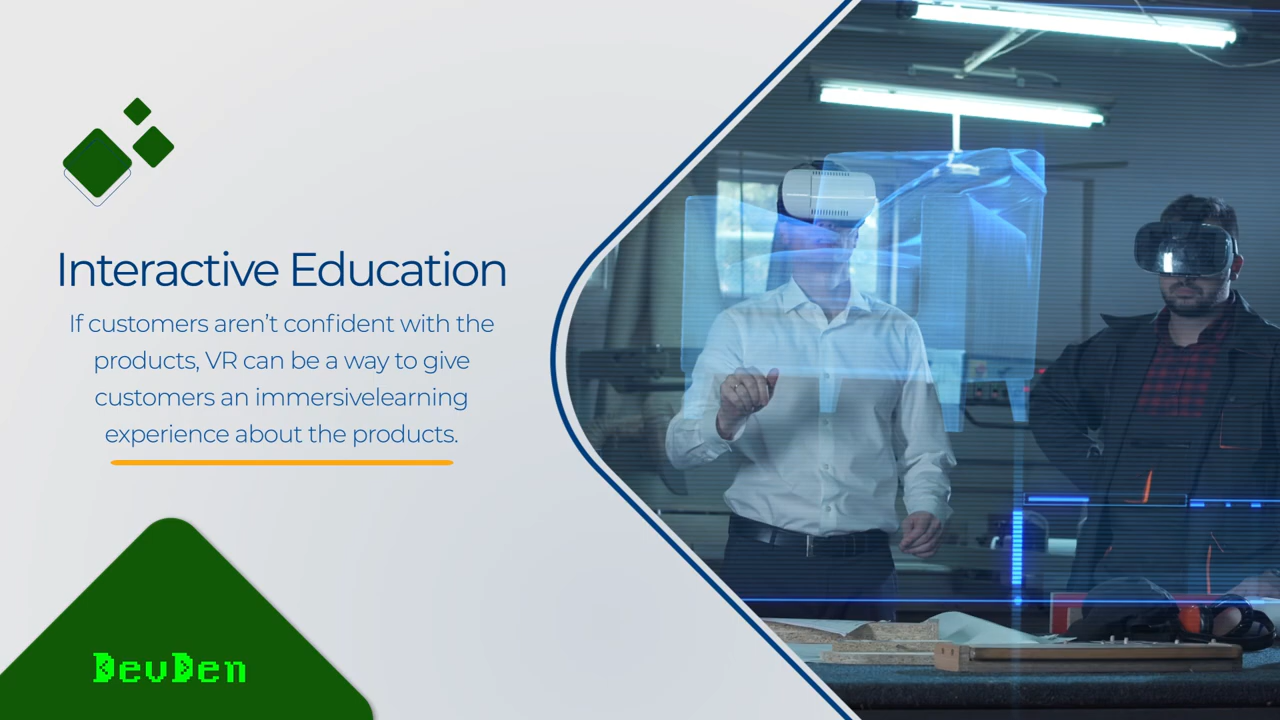 Interactive Education
If customers aren’t confident with the
products, VR can be a way to give
customers an immersivelearning
experience about the products.
DevDen